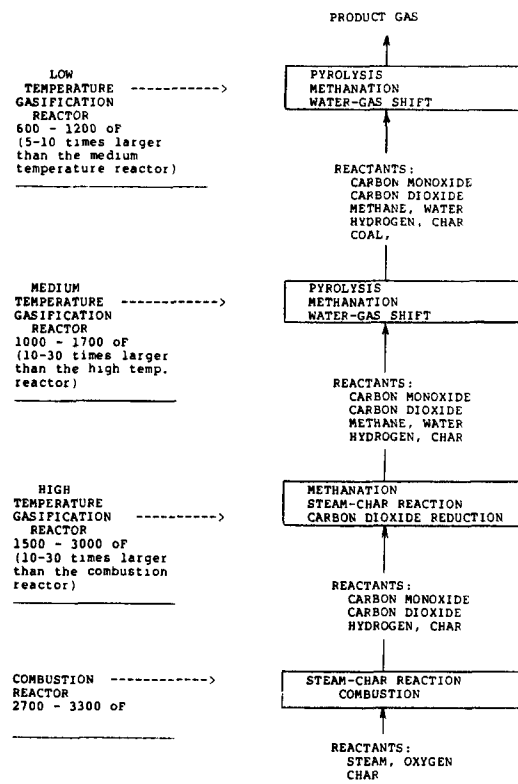 PRODUCT GAS
LOW
TEMPERATURE ----------->
GASIFICATION
REACTOR
600 - 1200 oF
(5-10 times larger
than the medium
temperature reactor)
PYROLYSIS
METHANATION
WATER-GAS SHIFT
REACTANTS:
CARBON MONOXIDE
CARBON DIOXIDE
METHANE, WATER
HYDROGEN, CHAR
COAL,
MEDIUM
TEMPERATURE ----------->
GASIFICATION
REACTOR
1000 - 1700 oF
(10-30 times larger
than the high temp.
reactor)
PYROLYSIS
METHANATION
WATER-GAS SHIFT
REACTANTS:
CARBON MONOXIDE
CARBON DIOXIDE
METHANE, WATER
HYDROGEN, CHAR
HIGH
TEMPERATURE
GASIFICATION ----------->
REACTOR
1500 - 3000 oF
(10-30 times larger
than the combustion
reactor)
METHANATION
STEAM-CHAR REACTION
CARBON DIOXIDE REDUCTION
REACTANTS:
CARBON MONOXIDE
CARBON DIOXIDE
HYDROGEN, CHAR
COMBUSTION ----------->
REACTOR
2700 - 3300 oF
STEAM-CHAR REACTION
COMBUSTION
REACTANTS:
STEAM, OXYGEN
CHAR